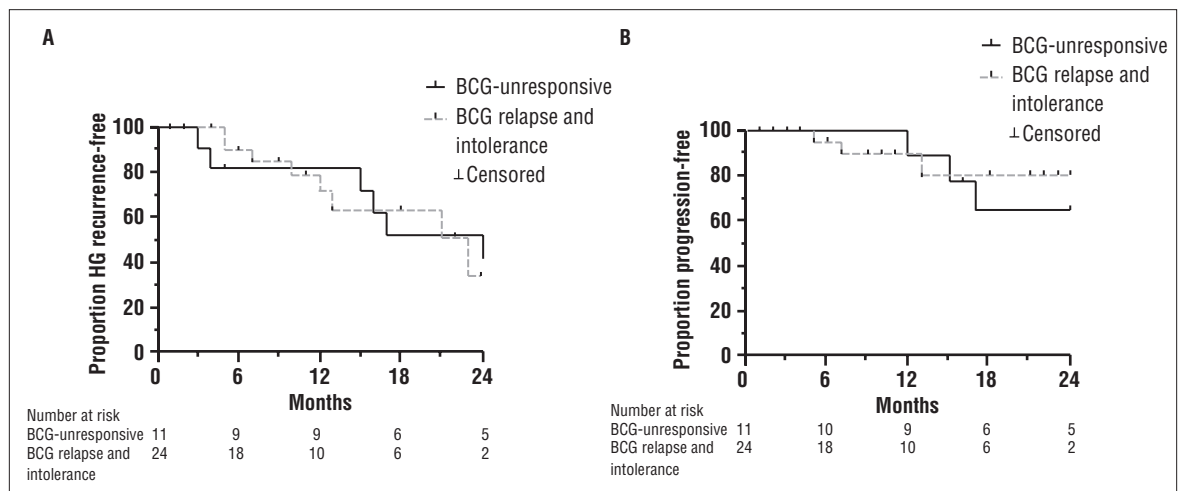 A
BCG-unresponsive
BCG relapse and
intolerance
Censored
Proportion HG recurrence-free
100
80
60
40
20
0
0 6 12 18 24
Months
Number at risk
BCG-unresponsive 11 9 9 6 5
BCG relapse and 24 18 10 6 2
intolerance
B
BCG-unresponsive
BCG relapse and
intolerance
Censored
Proportion progression-free
100
80
60
40
20
0
0 6 12 18 24
Months
Number at risk
BCG-unresponsive 11 10 9 6 5
BCG relapse and 24 18 10 6 2
intolerance